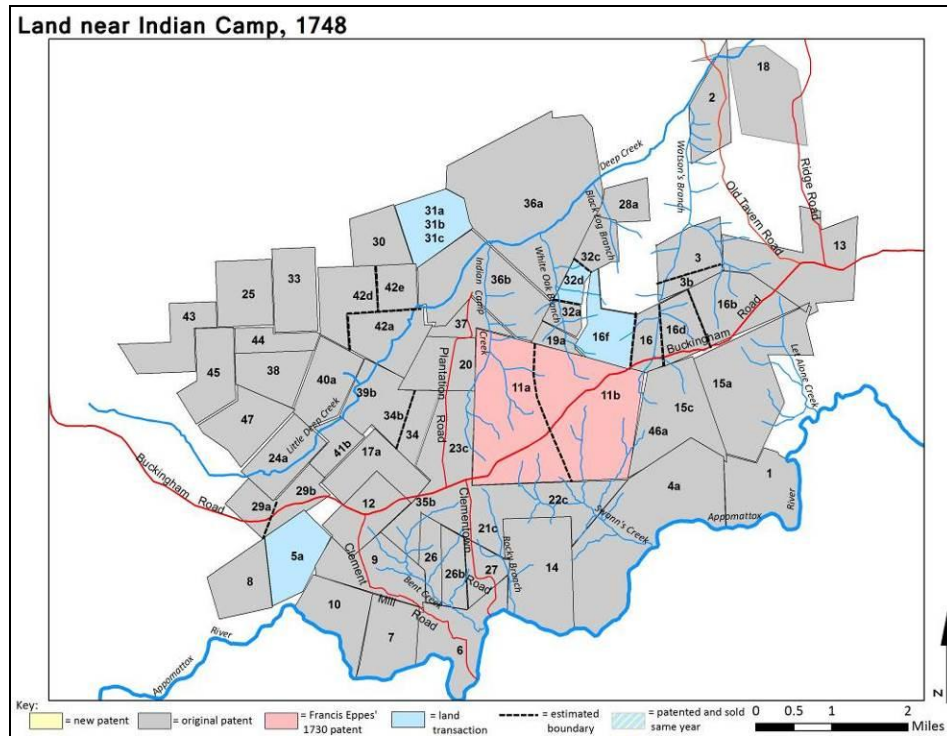 Land near Indian Camp, 1748
18
2
Deep Creek
Watson's Branch
Ridge Road
Old Tavern Road
36a
Black Log Branch
28a
31a
31b
31c
30
13
3
32c
33
25
42d
42e
Indian Camp Creek
36b
White Oak Branch
32d
3b
16b
43
42a
37
32a
16f
16
16d
Buckingham Road
44
19a
45
38
40a
39b
Plantation Road
20
11a
11b
15a
Let Alone Creek
15c
47
34b
34
Little Deep Creek
24a
41b
17a
23c
46a
Buckingham Road
29a
29b
12
35b
Clementown Road
22c
4a
1
River
Appomattox
Swann's Creek
21c
5a
8
Clement Mill Road
9
26
26b
27
Rocky Branch
14
Bent Creek
10
7
6
River
Appomattox
N
Key:
= new patent
= original patent
= Francis Eppes'
1730 patent
= land
transaction
= estimated
boundary
= patented and sold
same year
0 0.5 1 2
Miles